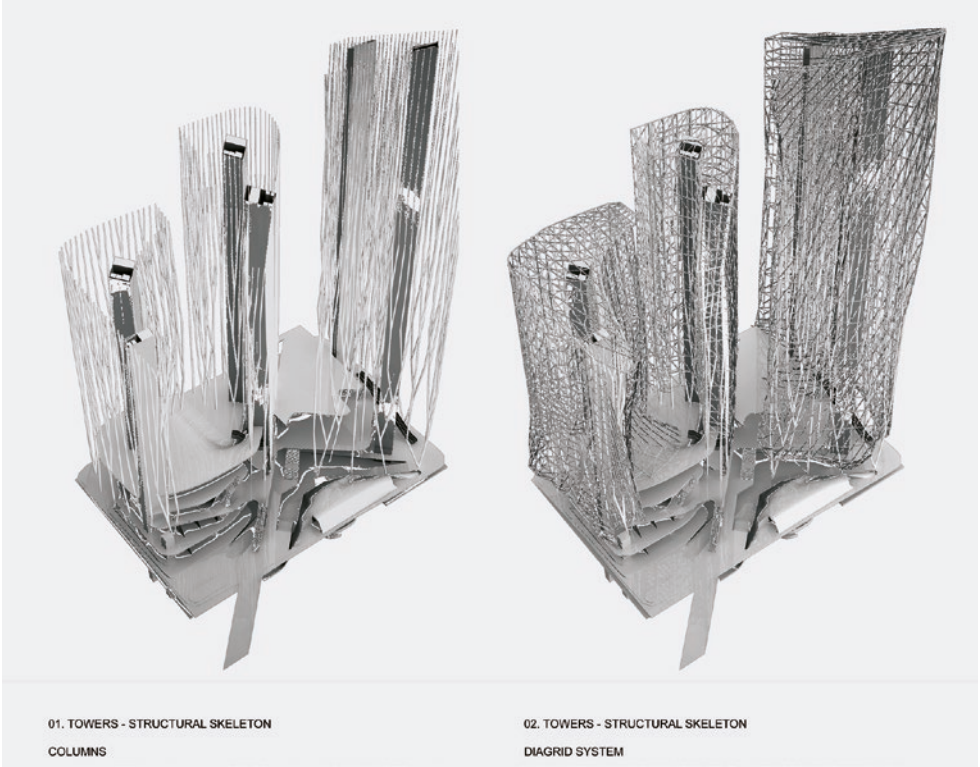 01. TOWERS - STRUCTURAL SKELETON
COLUMNS
02. TOWERS - STRUCTURAL SKELETON
DIAGRID SYSTEM